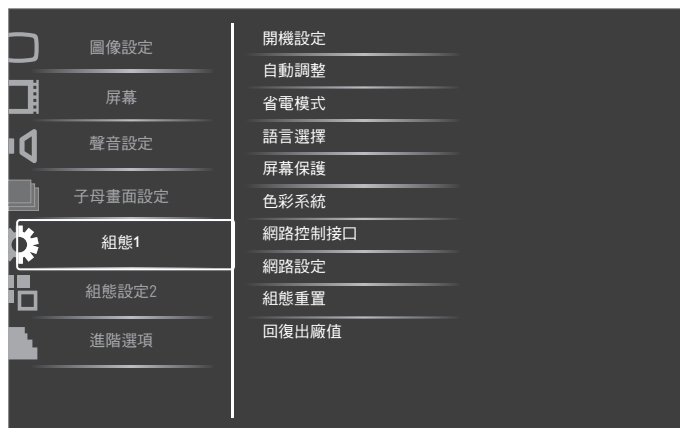 圖像設定
屏幕
聲音設定
子母畫面設定
組態1
組態設定2
進階選項
開機設定
自動調整
省電模式
語言選擇
屏幕保護
色彩系統
網路控制接口
網路設定
組態重置
回復出廠值